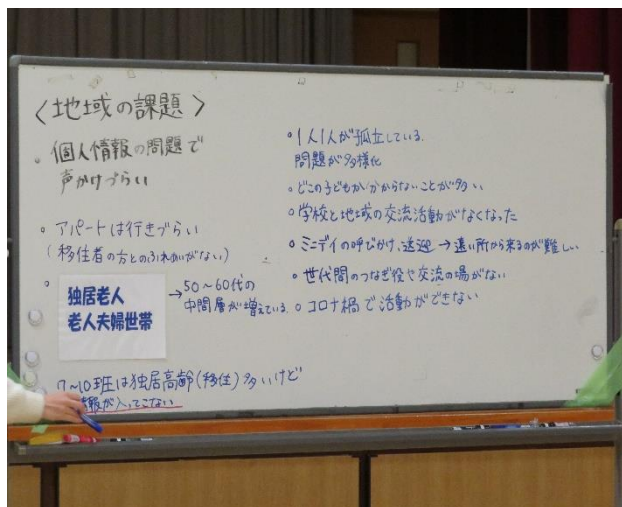 〈地域の課題〉
。個人情報の問題で
声かけづらい
。アパートは行きづらい
(移住者の方とのふれあいがない)
。
独居老人
老人夫婦世帯
→50～60代の
中間層が増えている
7～10班は独居高齢(移住)多いけど
報が入ってこない
。1人1人が孤立している.
問題が多様化
。どこの子どもか分からないことが多い
。学校と地域の交流活動がなくなった
。ミニデイの呼びかけ、送迎→遠い所から来るのが難しい
。世代間のつなぎ役や交流の場がない
。コロナ禍で活動ができない